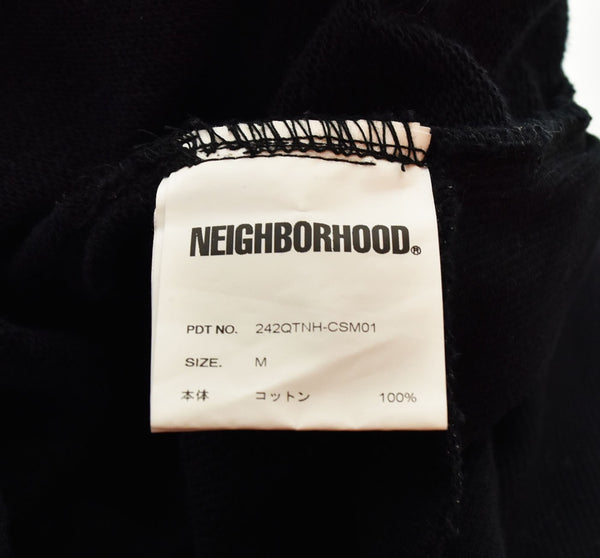 NEIGHBORHOOD®
PDT NO. 242QTNH-CSM01
SIZE. M
本体 コットン 100%